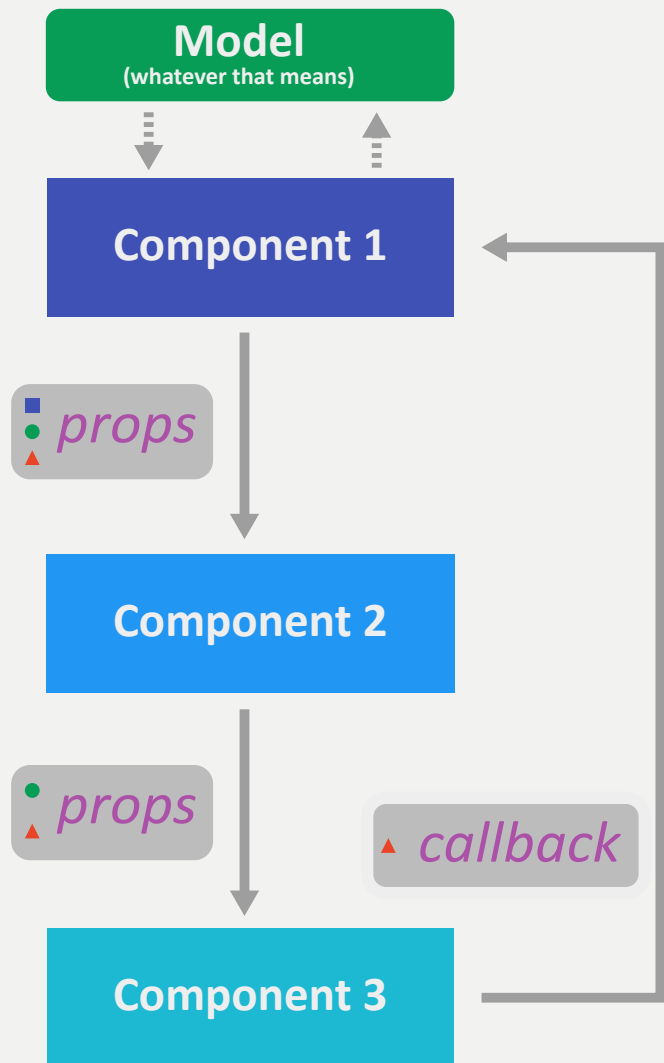 Model
(whatever that means)
Component 1
props
Component 2
props
callback
Component 3